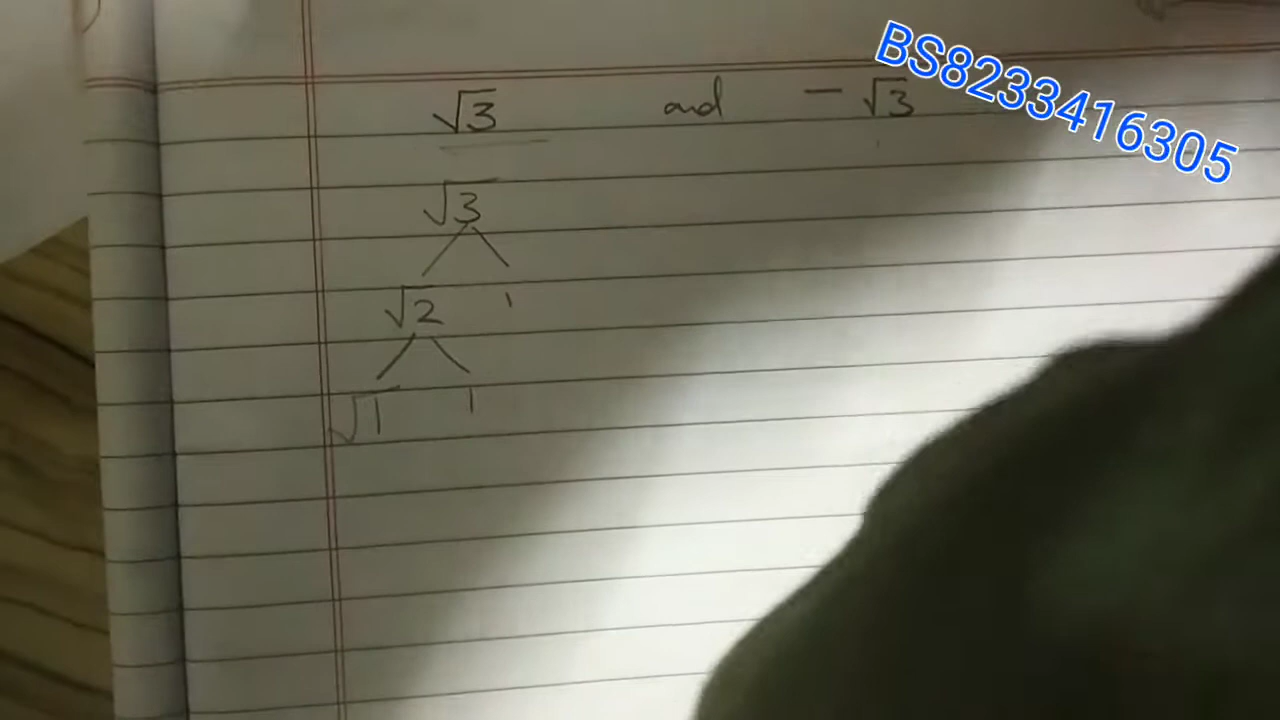 √3 and - √3
√3
√2 1
√1 1
BS8233416305